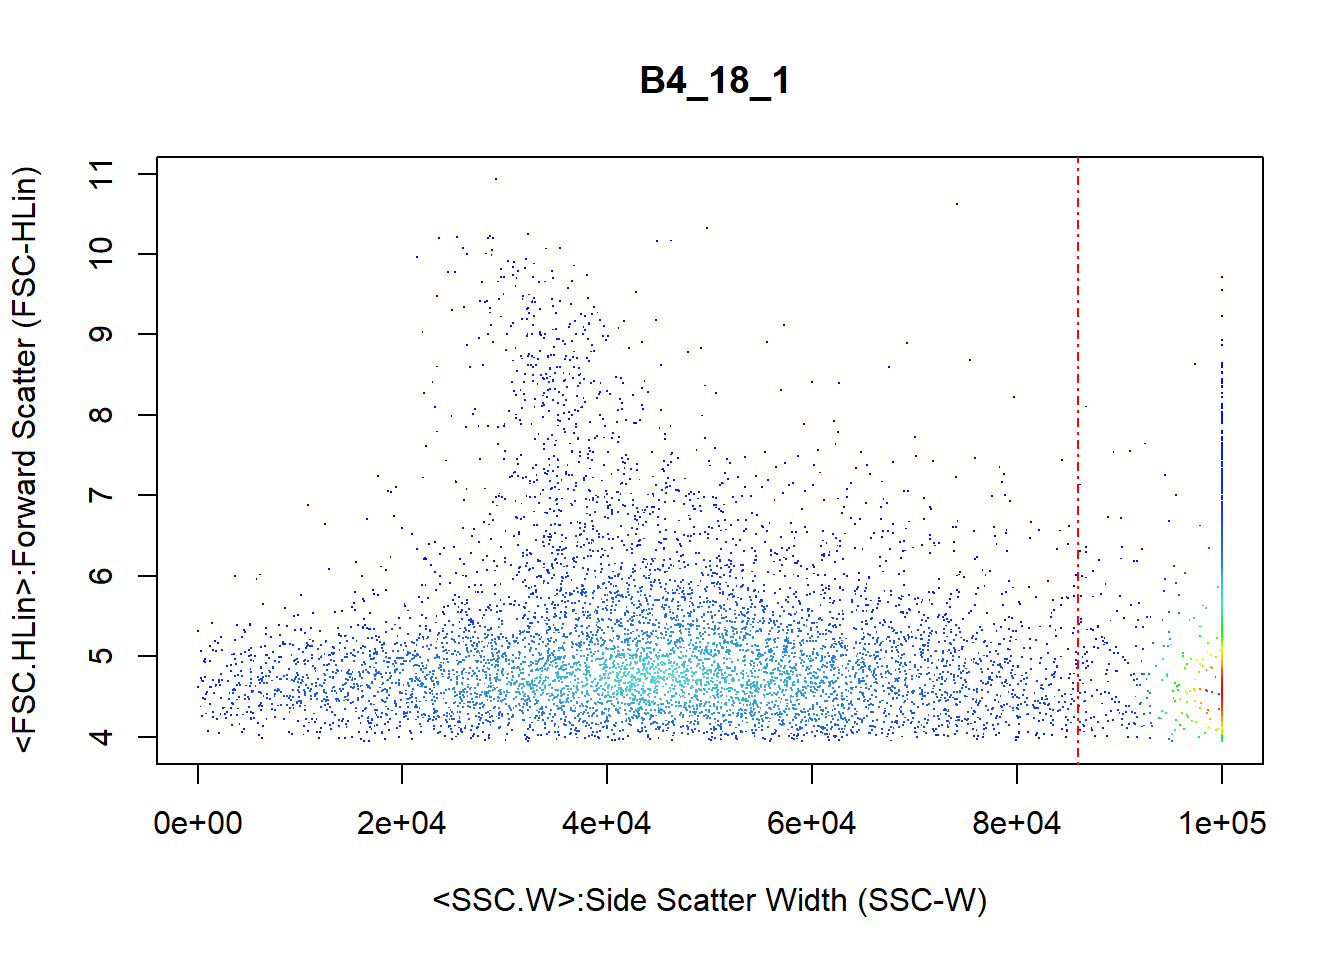 B4_18_1
<FSC.HLin>:Forward Scatter (FSC-HLin)
11
10
9
8
7
6
5
4
0e+00 2e+04 4e+04 6e+04 8e+04 1e+05
<SSC.W>:Side Scatter Width (SSC-W)